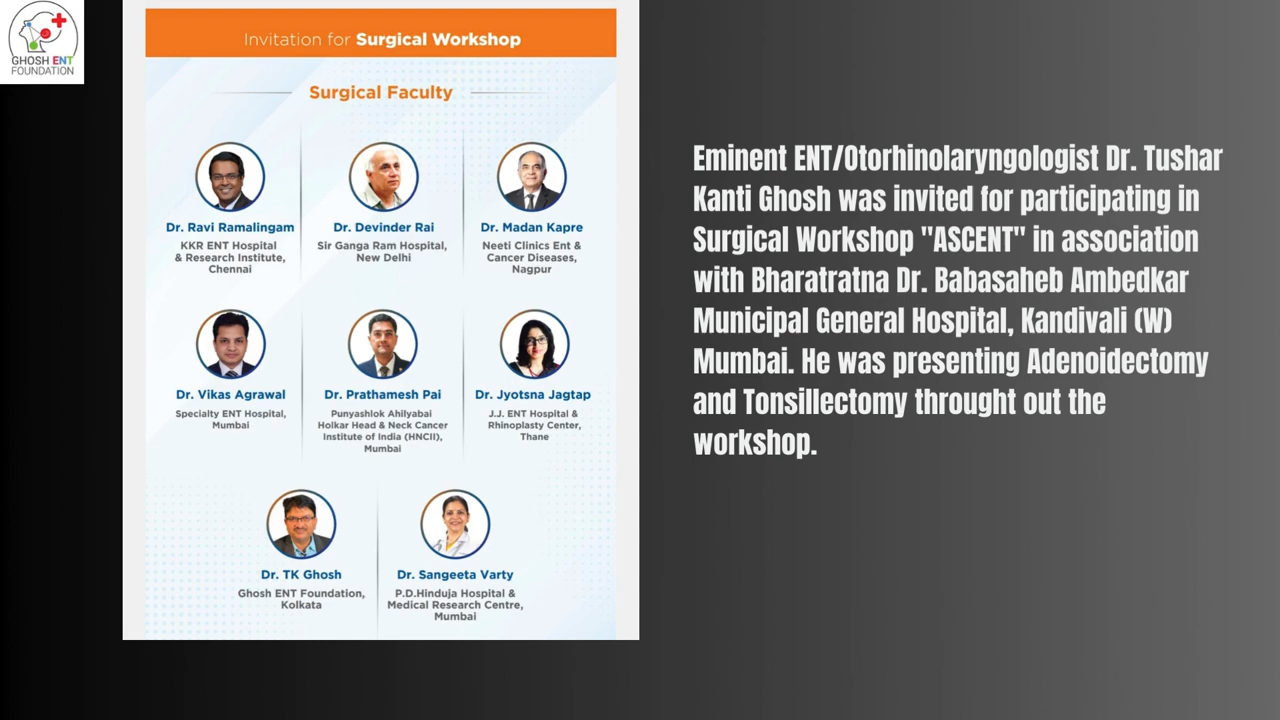 GHOSH ENT
FOUNDATION
Invitation for Surgical Workshop
Surgical Faculty
Dr. Ravi Ramalingam
KKR ENT Hospital
& Research Institute,
Chennai
Dr. Devinder Rai
Sir Ganga Ram Hospital,
New Delhi
Dr. Madan Kapre
Neeti Clinics Ent &
Cancer Diseases,
Nagpur
Dr. Vikas Agrawal
Specialty ENT Hospital,
Mumbai
Dr. Prathamesh Pai
Punyashlok Ahilyabai
Holkar Head & Neck Cancer
Institute of India (HNCII),
Mumbai
Dr. Jyotsna Jagtap
J.J. ENT Hospital &
Rhinoplasty Center,
Thane
Dr. TK Ghosh
Ghosh ENT Foundation,
Kolkata
Dr. Sangeeta Varty
P.D.Hinduja Hospital &
Medical Research Centre,
Mumbai
Eminent ENT/Otorhinolaryngologist Dr. Tushar
Kanti Ghosh was invited for participating in
Surgical Workshop "ASCENT" in association
with Bharatratna Dr. Babasaheb Ambedkar
Municipal General Hospital, Kandivali (W)
Mumbai. He was presenting Adenoidectomy
and Tonsillectomy throught out the
workshop.